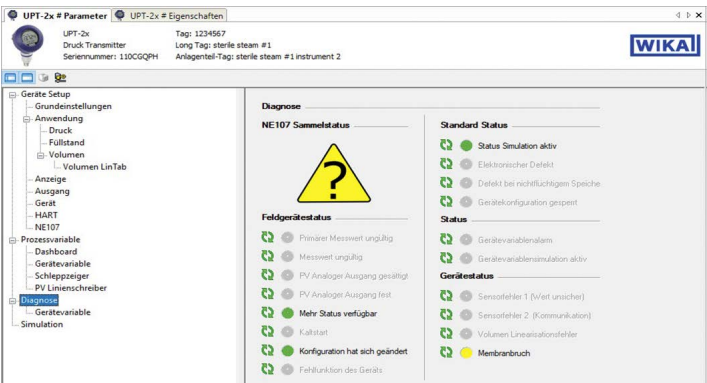 UPT-2x # Parameter
UPT-2x # Eigenschaften
UPT-2x
Tag: 1234567
Druck Transmitter
Long Tag: sterile steam #1
Seriennummer: 110CGQPH
Anlagenteil-Tag: sterile steam #1 instrument 2
WIKA
Geräte Setup
Grundeinstellungen
Anwendung
Druck
Füllstand
Volumen
Volumen LinTab
Anzeige
Ausgang
Gerät
HART
NE107
Prozessvariable
Dashboard
Gerätevariable
Schleppzeiger
PV Linienschreiber
Diagnose
Gerätevariable
Simulation
Diagnose
NE107 Sammelstatus
?
Feldgerätestatus
Primärer Messwert ungültig
Messwert ungültig
PV Analoger Ausgang gesättigt
PV Analoger Ausgang fest
Mehr Status verfügbar
Kaltstart
Konfiguration hat sich geändert
Fehlfunktion des Geräts
Standard Status
Status Simulation aktiv
Elektronischer Defekt
Defekt bei nichtflüchtigem Speiche
Gerätekonfiguration gesperrt
Status
Gerätevariablenalarm
Gerätevariablensimulation aktiv
Gerätestatus
Sensorfehler 1 (Wert unsicher)
Sensorfehler 2 (Kommunikation)
Volumen Linearisationsfehler
Membranbruch